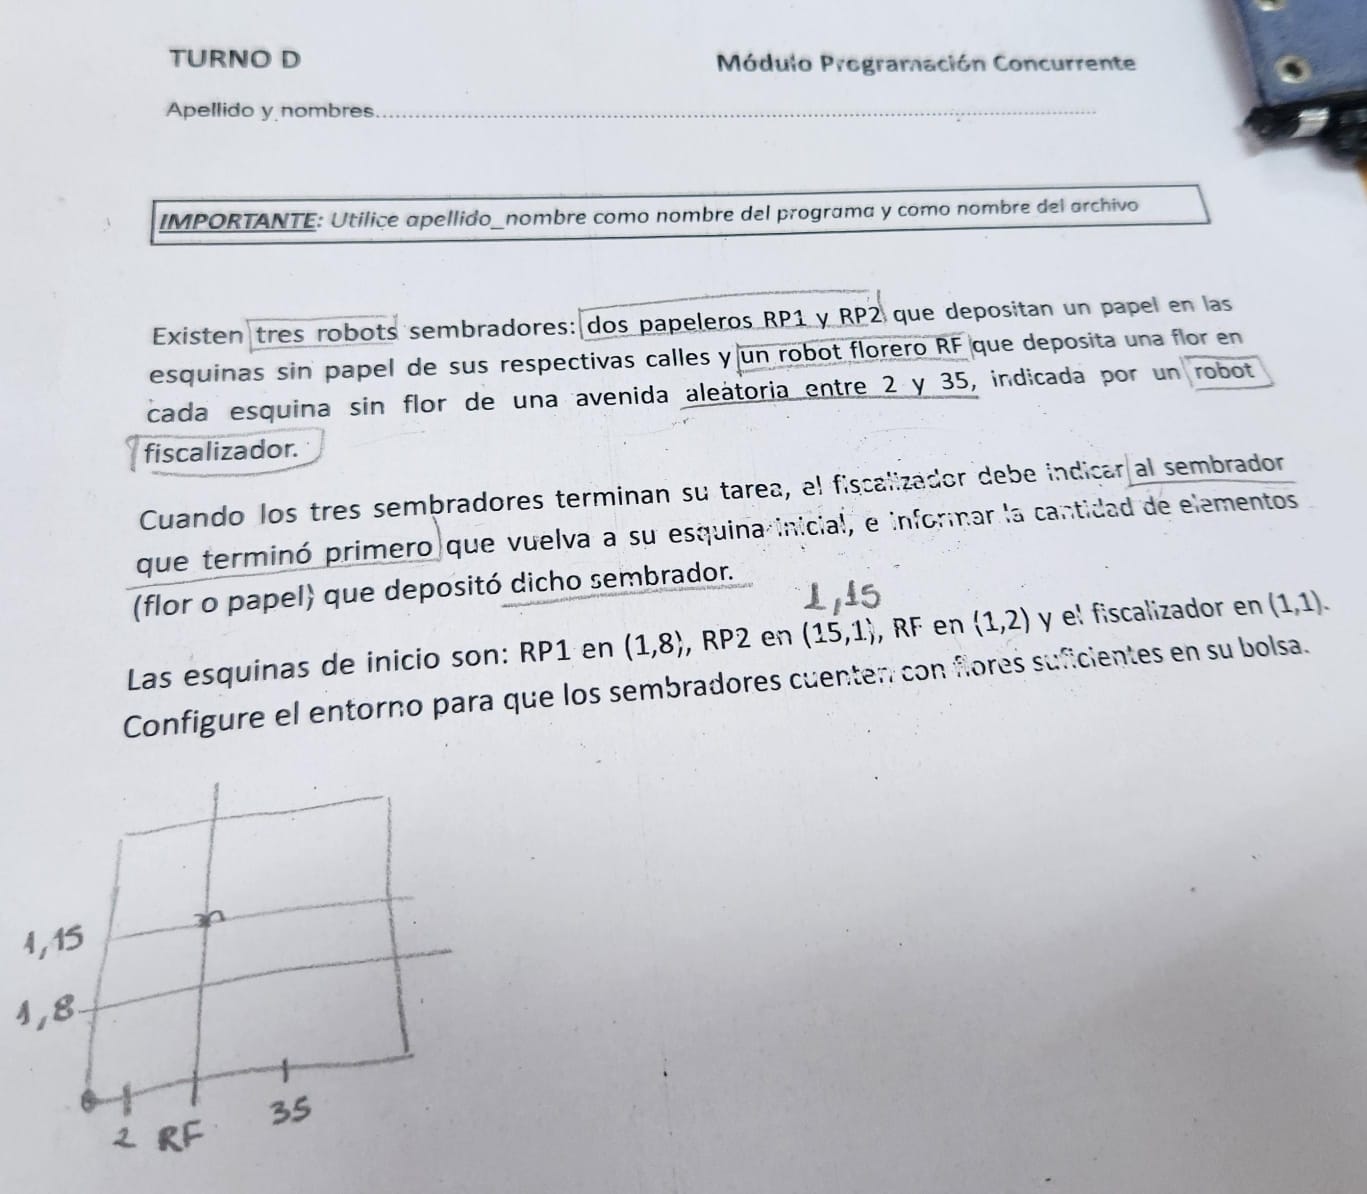 TURNO D
Módulo Programación Concurrente
Apellido y nombres
IMPORTANTE: Utilice apellido_nombre como nombre del programa y como nombre del archivo
Existen tres robots sembradores: dos papeleros RP1 y RP2 que depositan un papel en las
esquinas sin papel de sus respectivas calles y un robot florero RF que deposita una flor en
cada esquina sin flor de una avenida aleatoria entre 2 y 35, indicada por un robot
fiscalizador.
Cuando los tres sembradores terminan su tarea, el fiscalizador debe indicar al sembrador
que terminó primero que vuelva a su esquina inicial, e informar la cantidad de elementos
(flor o papel) que depositó dicho sembrador.
1,15
Las esquinas de inicio son: RP1 en (1,8), RP2 en (15,1), RF en (1,2) y el fiscalizador en (1,1).
Configure el entorno para que los sembradores cuenten con flores suficientes en su bolsa.
1,15
1,8
2 RF 35